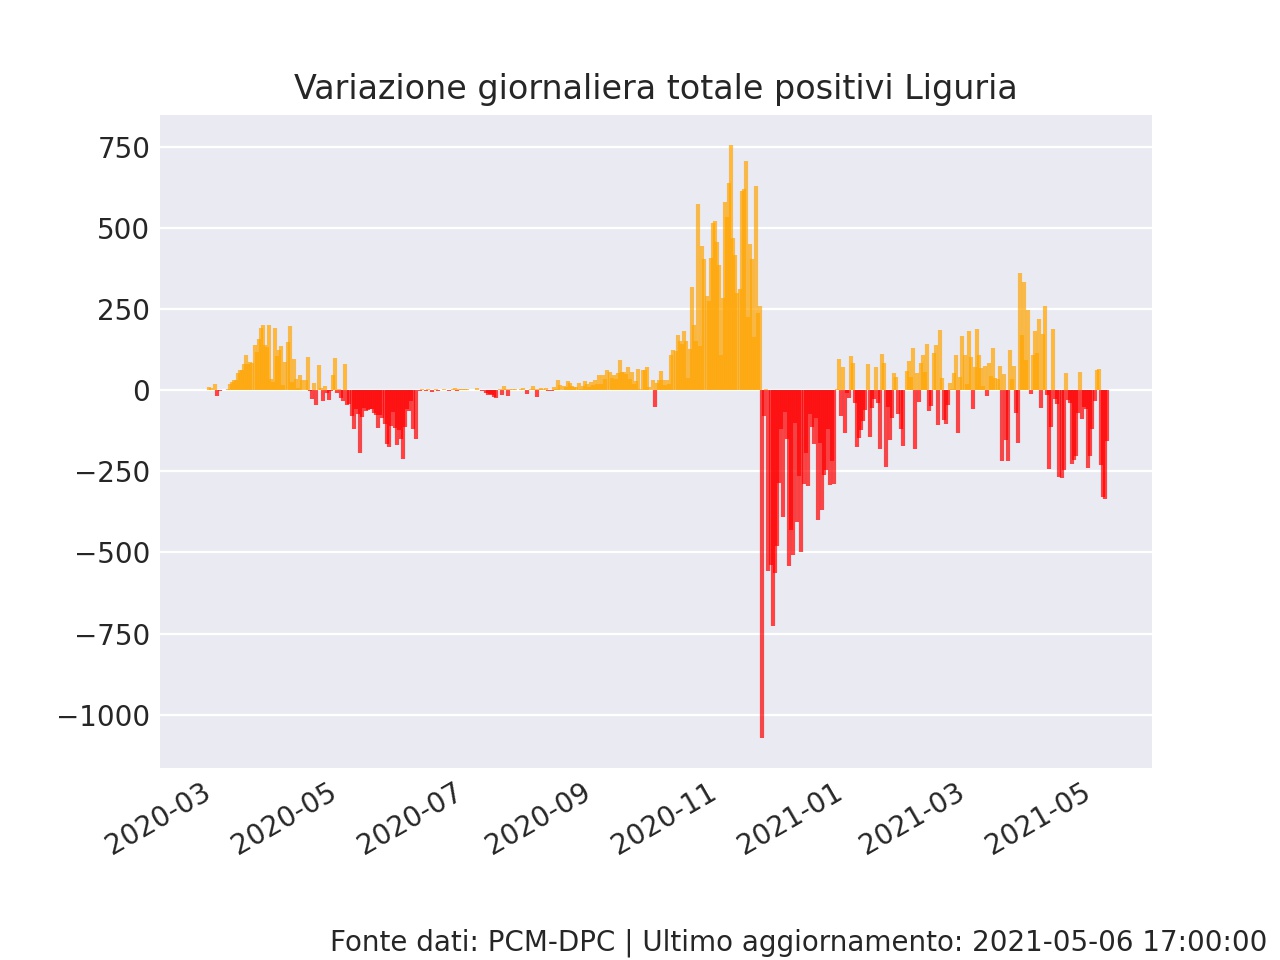 Variazione giornaliera totale positivi Liguria
750
500
250
0
−250
−500
−750
−1000
2020-03 2020-05 2020-07 2020-09 2020-11 2021-01 2021-03 2021-05
Fonte dati: PCM-DPC | Ultimo aggiornamento: 2021-05-06 17:00:00